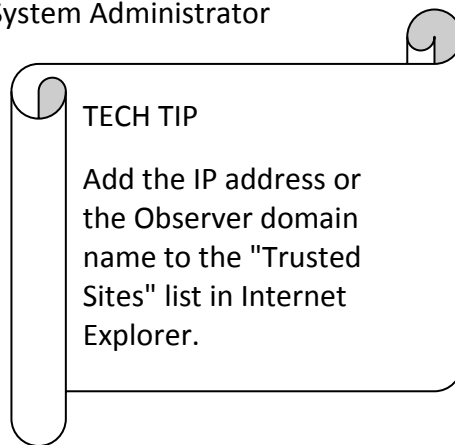 System Administrator
TECH TIP
Add the IP address or
the Observer domain
name to the "Trusted
Sites" list in Internet
Explorer.